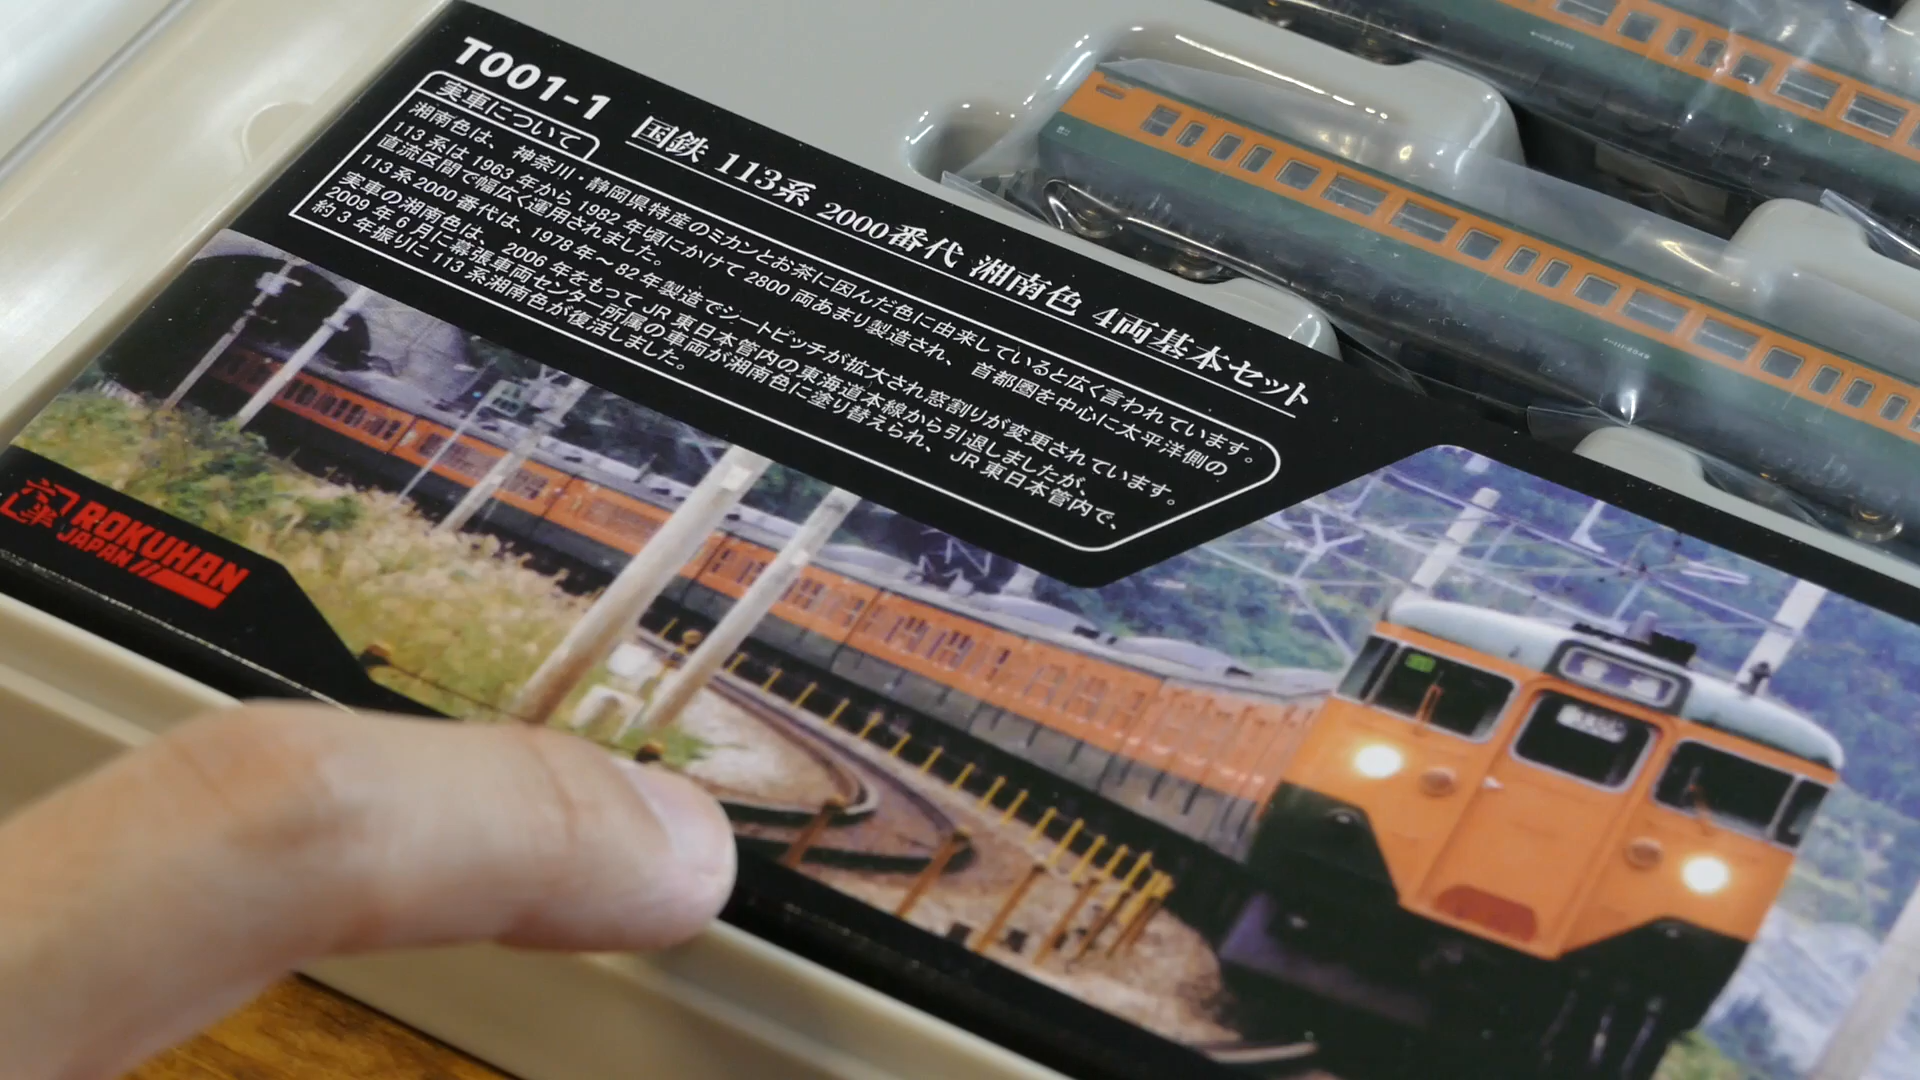 T001-1 国鉄 113系 2000番代 湘南色 4両基本セット
実車について
湘南色は、神奈川・静岡県特産のミカンとお茶に因んだ色に由来していると広く言われています。
113系は1963年から1982年頃にかけて2800両あまり製造され、首都圏を中心に太平洋側の
直流区間で幅広く運用されました。
113系2000番代は、1978年～82年製造でシートピッチが拡大され窓割りが変更されています。
実車の湘南色は、2006年をもってJR東日本管内の東海道本線から引退しましたが、
2009年6月に幕張車両センター所属の車両が湘南色に塗り替えられ、JR東日本管内で、
約3年振りに113系湘南色が復活しました。
六半
ROKUHAN
JAPAN